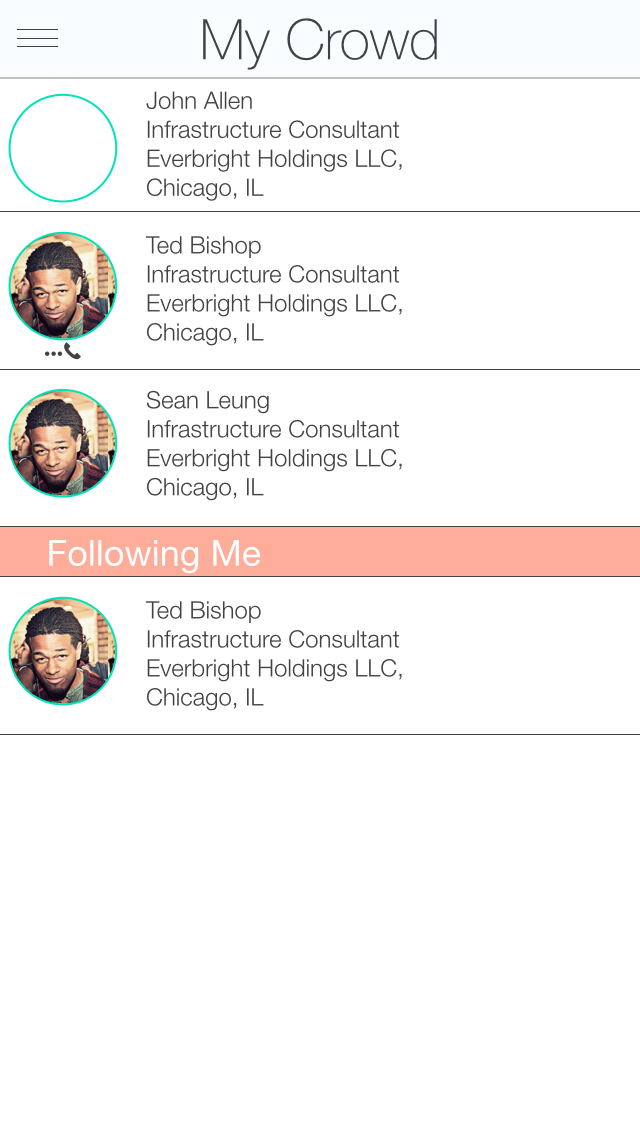 My Crowd
John Allen
Infrastructure Consultant
Everbright Holdings LLC,
Chicago, IL
Ted Bishop
Infrastructure Consultant
Everbright Holdings LLC,
Chicago, IL
Sean Leung
Infrastructure Consultant
Everbright Holdings LLC,
Chicago, IL
Following Me
Ted Bishop
Infrastructure Consultant
Everbright Holdings LLC,
Chicago, IL